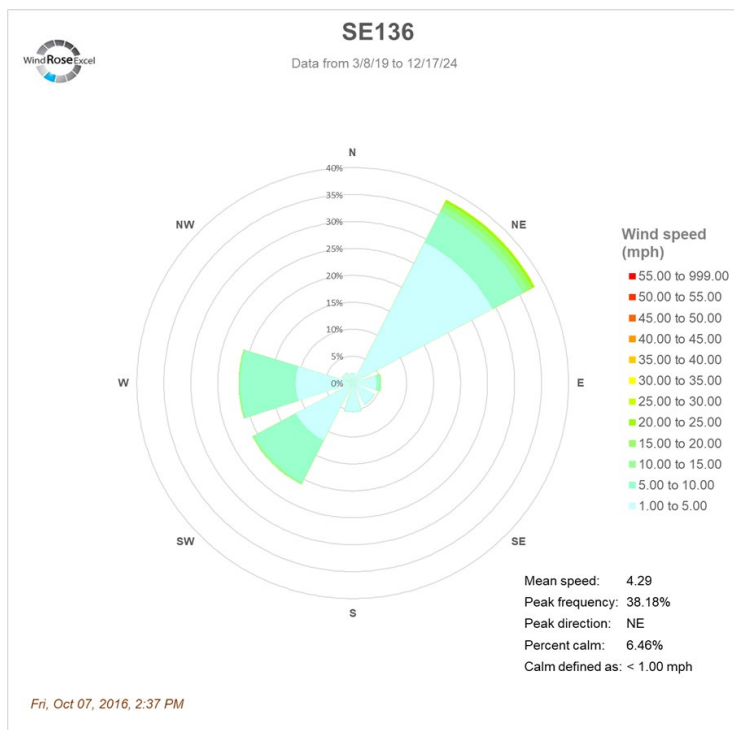 SE136
Data from 3/8/19 to 12/17/24
WindRoseExcel
N
NE
E
SE
S
SW
W
NW
40%
35%
30%
25%
20%
15%
10%
5%
0%
Wind speed
(mph)
55.00 to 999.00
50.00 to 55.00
45.00 to 50.00
40.00 to 45.00
35.00 to 40.00
30.00 to 35.00
25.00 to 30.00
20.00 to 25.00
15.00 to 20.00
10.00 to 15.00
5.00 to 10.00
1.00 to 5.00
Mean speed: 4.29
Peak frequency: 38.18%
Peak direction: NE
Percent calm: 6.46%
Calm defined as: < 1.00 mph
Fri, Oct 07, 2016, 2:37 PM